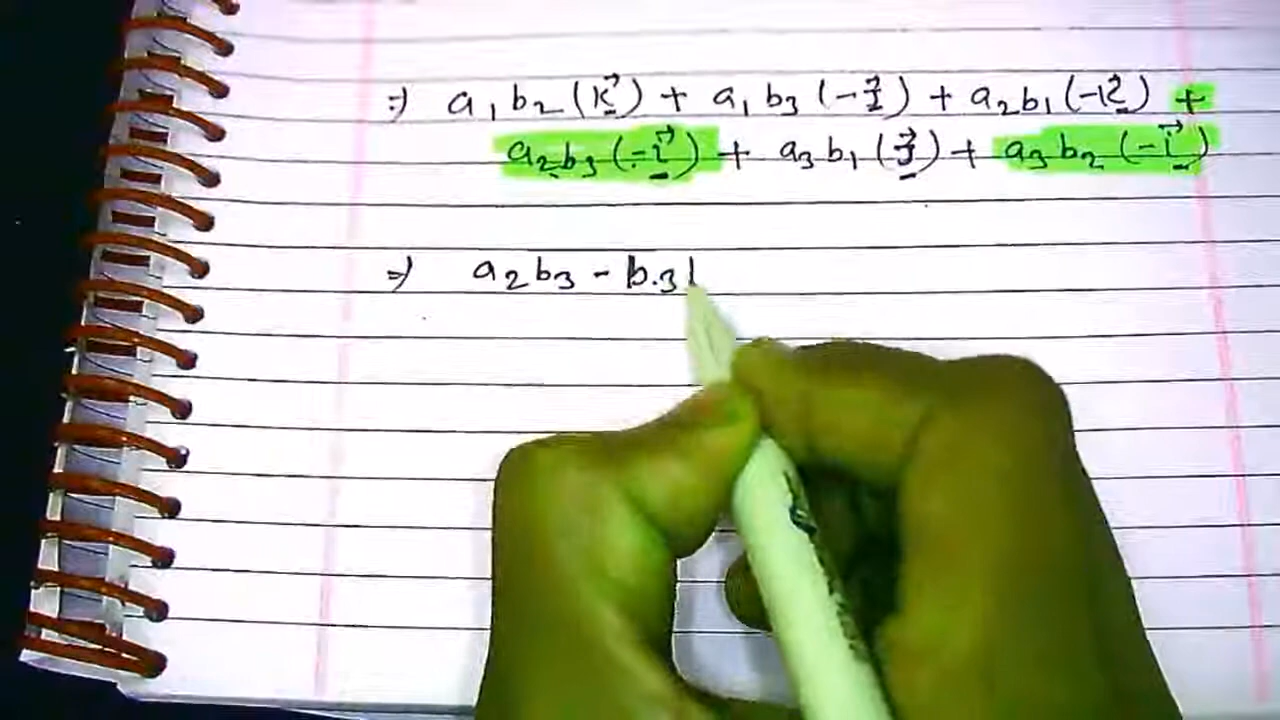 ⇒ a₁b₂(k⃗) + a₁b₃(-j⃗) + a₂b₁(-k⃗) +
a₂b₃(-i⃗) + a₃b₁(j⃗) + a₃b₂(-i⃗)
⇒ a₂b₃ - b.3